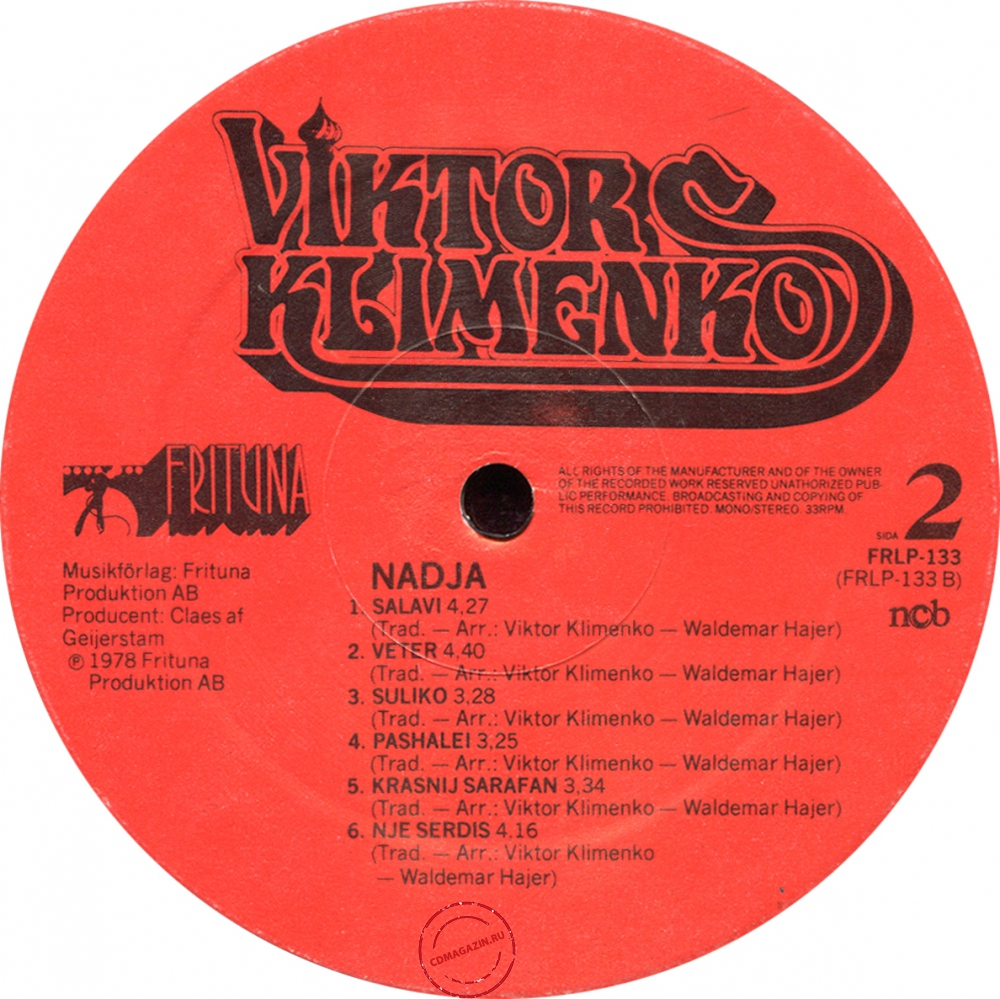 VIKTOR
KLIMENKO
FRITUNA
ALL RIGHTS OF THE MANUFACTURER AND OF THE OWNER
OF THE RECORDED WORK RESERVED UNATHORIZED PUB-
LIC PERFORMANCE, BROADCASTING AND COPYING OF
THIS RECORD PROHIBITED. MONO/STEREO. 33RPM.
SIDA 2
FRLP-133
(FRLP-133 B)
ncb
Musikförlag: Frituna
Produktion AB
Producent: Claes af
Geijerstam
℗ 1978 Frituna
Produktion AB
NADJA
1. SALAVI 4,27
(Trad. — Arr.: Viktor Klimenko — Waldemar Hajer)
2. VETER 4,40
(Trad. — Arr.: Viktor Klimenko — Waldemar Hajer)
3. SULIKO 3,28
(Trad. — Arr.: Viktor Klimenko — Waldemar Hajer)
4. PASHALEI 3,25
(Trad. — Arr.: Viktor Klimenko — Waldemar Hajer)
5. KRASNIJ SARAFAN 3,34
(Trad. — Arr.: Viktor Klimenko — Waldemar Hajer)
6. NJE SERDIS 4,16
(Trad. — Arr.: Viktor Klimenko
— Waldemar Hajer)
CDMAGAZIN.RU